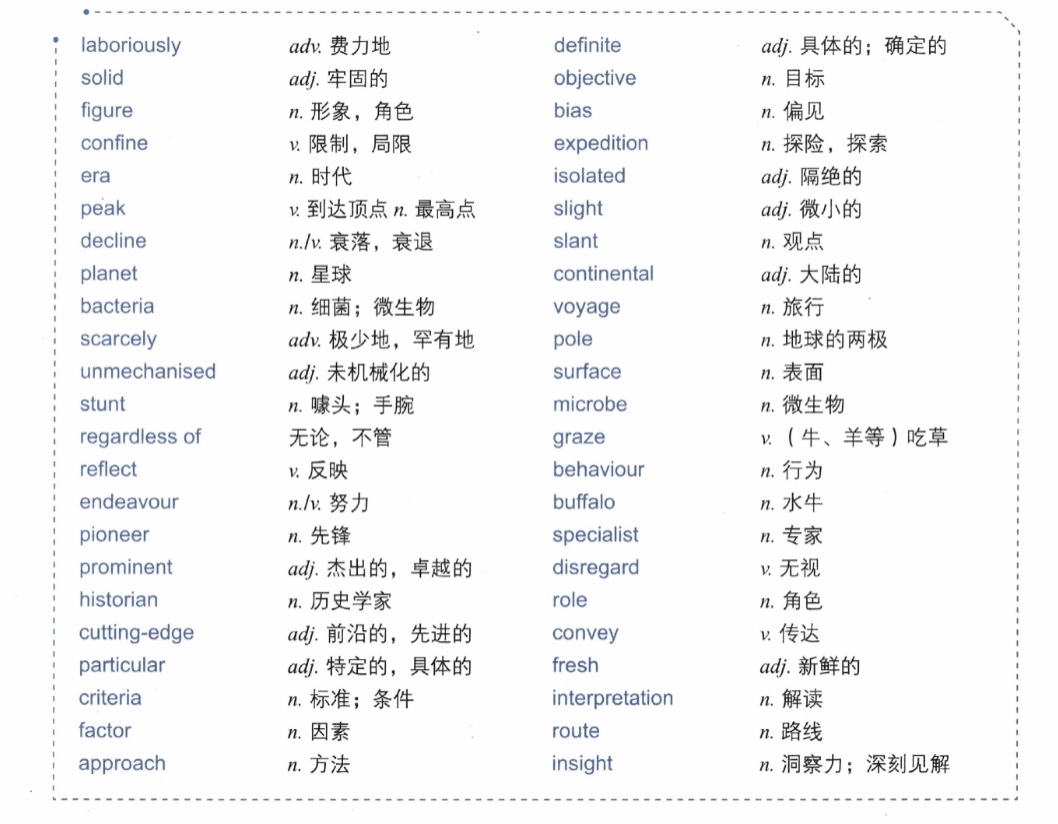 laboriously adv. 费力地
solid adj. 牢固的
figure n. 形象，角色
confine v. 限制，局限
era n. 时代
peak v. 到达顶点 n. 最高点
decline n./v. 衰落，衰退
planet n. 星球
bacteria n. 细菌；微生物
scarcely adv. 极少地，罕有地
unmechanised adj. 未机械化的
stunt n. 噱头；手腕
regardless of 无论，不管
reflect v. 反映
endeavour n./v. 努力
pioneer n. 先锋
prominent adj. 杰出的，卓越的
historian n. 历史学家
cutting-edge adj. 前沿的，先进的
particular adj. 特定的，具体的
criteria n. 标准；条件
factor n. 因素
approach n. 方法
definite adj. 具体的；确定的
objective n. 目标
bias n. 偏见
expedition n. 探险，探索
isolated adj. 隔绝的
slight adj. 微小的
slant n. 观点
continental adj. 大陆的
voyage n. 旅行
pole n. 地球的两极
surface n. 表面
microbe n. 微生物
graze v.（牛、羊等）吃草
behaviour n. 行为
buffalo n. 水牛
specialist n. 专家
disregard v. 无视
role n. 角色
convey v. 传达
fresh adj. 新鲜的
interpretation n. 解读
route n. 路线
insight n. 洞察力；深刻见解